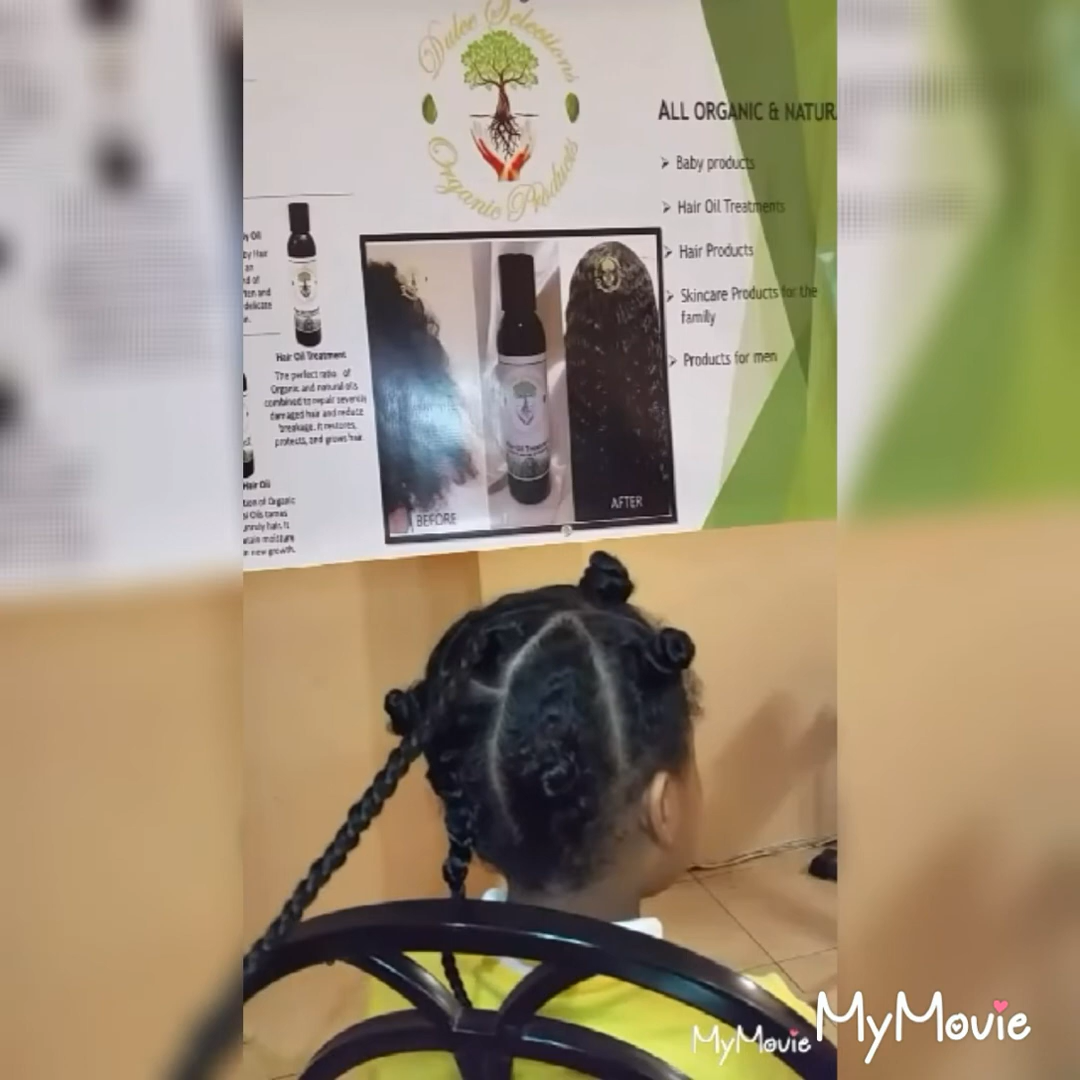 Dulce Selections
Organic Products
ALL ORGANIC & NATUR
Baby products
Hair Oil Treatments
Hair Products
Skincare Products for the
familly
Products for men
Hair Oil Treatment
The perfect ratio of
Organic and natural oils
combined to repair severely
damaged hair and reduce
breakage. It restores,
protects, and grows hair
Hair Oil
BEFORE
AFTER
MyMovie
MyMovie